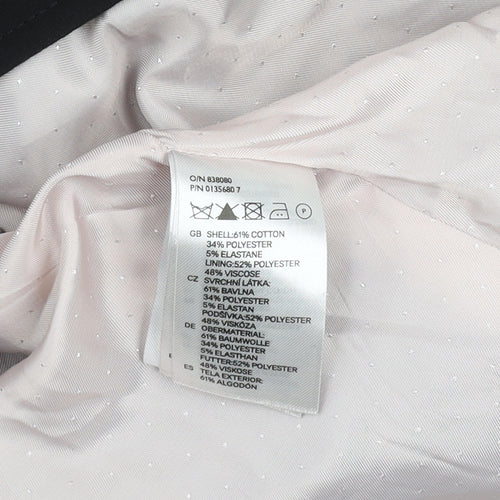 O/N 838080
P/N 0135680 7
P
GB SHELL:61% COTTON
34% POLYESTER
5% ELASTANE
LINING:52% POLYESTER
48% VISCOSE
CZ SVRCHNÍ LÁTKA:
61% BAVLNA
34% POLYESTER
5% ELASTAN
PODŠÍVKA:52% POLYESTER
48% VISKÓZA
DE OBERMATERIAL:
61% BAUMWOLLE
34% POLYESTER
5% ELASTHAN
FUTTER:52% POLYESTER
48% VISKOSE
ES TELA EXTERIOR:
61% ALGODÓN